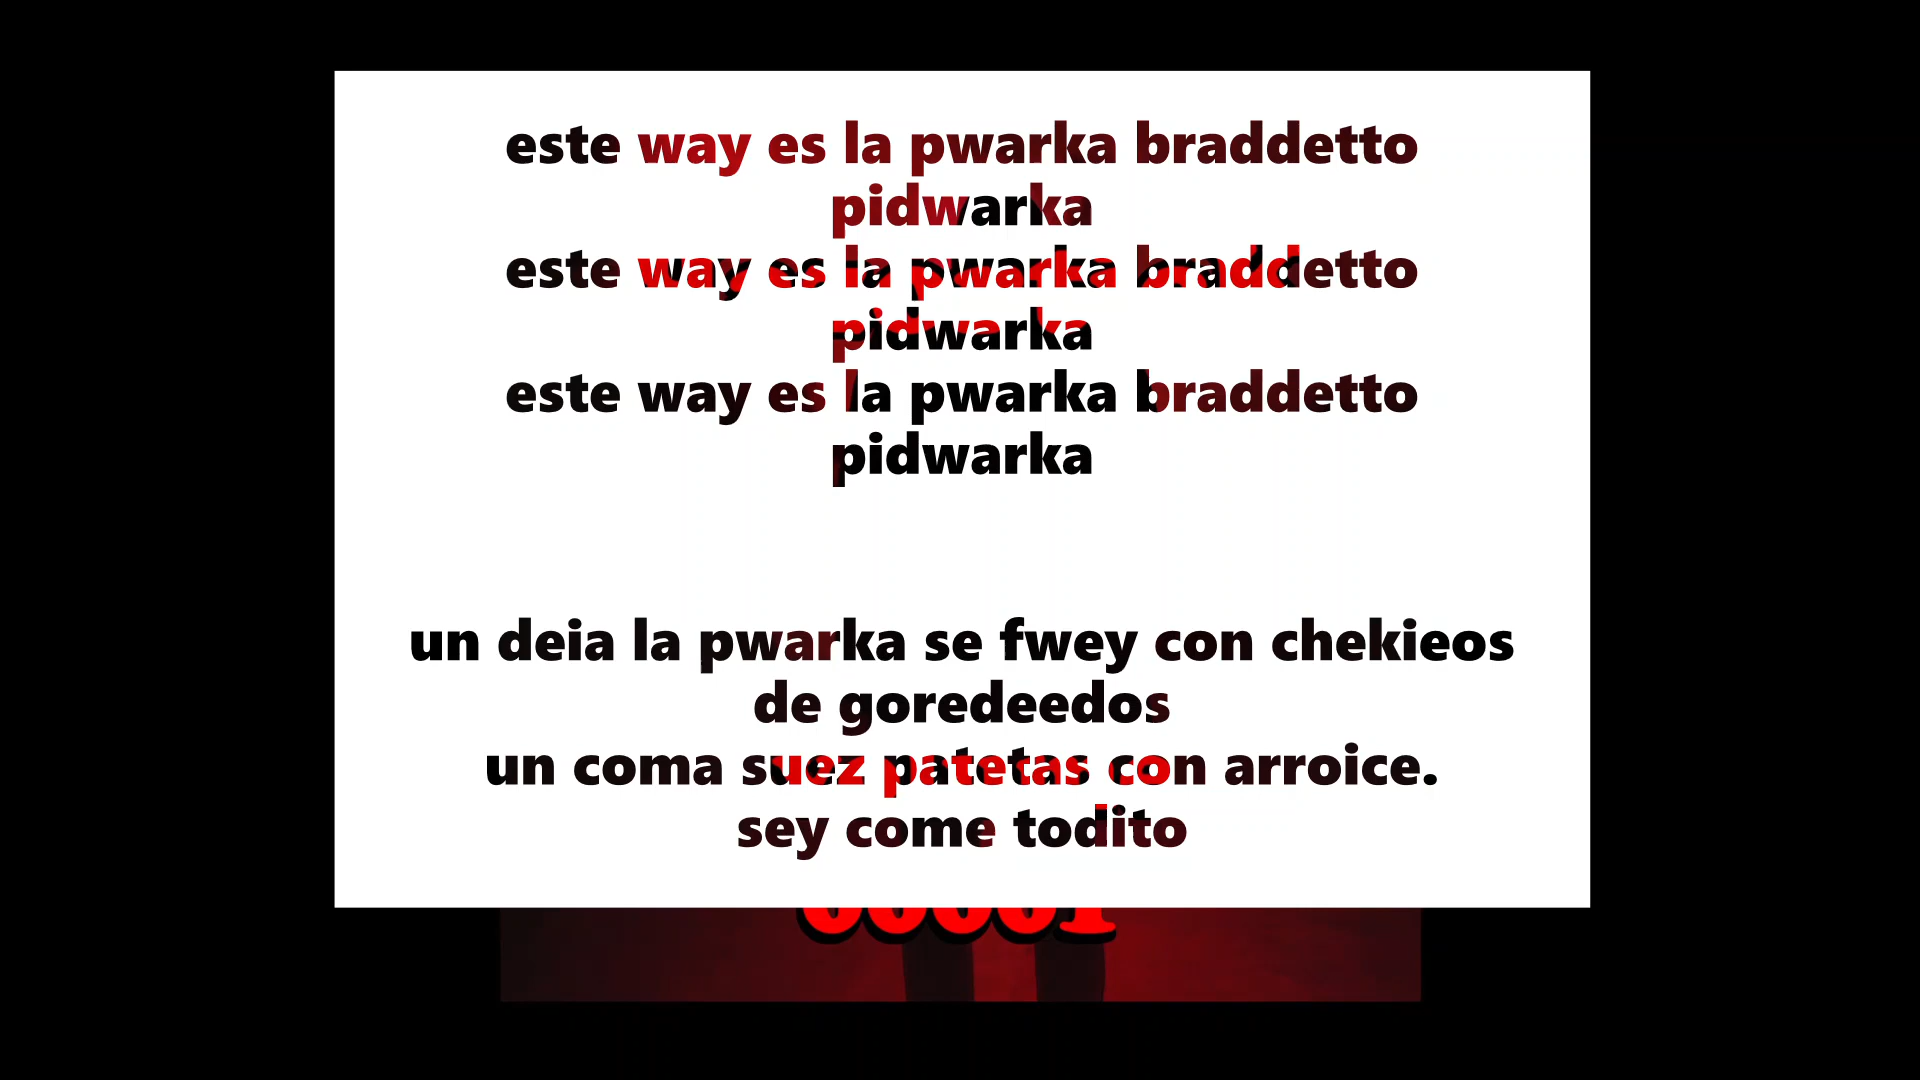 este way es la pwarka braddetto
pidwarka
este way es la pwarka braddetto
pidwarka
este way es la pwarka braddetto
pidwarka
un deia la pwarka se fwey con chekieos
de goredeedos
un coma suez patetas con arroice.
sey come todito